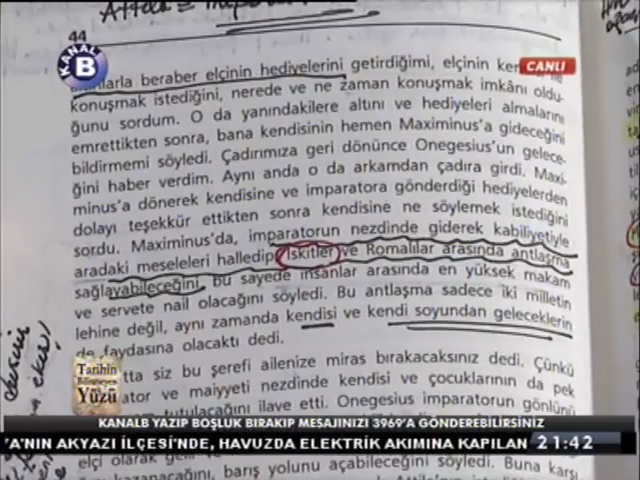 44
KANAL B
CANLI
beraber elçinin hediyelerini getirdiğimi, elçinin
konuşmak istediğini, nerede ve ne zaman konuşmak imkânı oldu-
ğunu sordum. O da yanındakilere altını ve hediyeleri almalarını
emrettikten sonra, bana kendisinin hemen Maximinus'a gideceğini
bildirmemi söyledi. Çadırımıza geri dönünce Onegesius'un gelece-
ğini haber verdim. Aynı anda o da arkamdan çadıra girdi. Maxi-
minus'a dönerek kendisine ve imparatora gönderdiği hediyelerden
dolayı teşekkür ettikten sonra kendisine ne söylemek istediğini
sordu. Maximinus'da, imparatorun nezdinde giderek kabiliyetiyle
aradaki meseleleri halledip İskitler ve Romalılar arasında antlaşma
sağlayabileceğini, bu sayede insanlar arasında en yüksek makam
ve servete nail olacağını söyledi. Bu antlaşma sadece iki milletin
lehine değil, aynı zamanda kendisi ve kendi soyundan geleceklerin
de faydasına olacaktı dedi.
siz bu şerefi ailenize miras bırakacaksınız dedi. Çünkü
ve maiyyeti nezdinde kendisi ve çocuklarının da pek
tutulacağını ilave etti. Onegesius imparatorun gönlünü
Tarihin
Bilinmeyen
Yüzü
KANALB YAZIP BOŞLUK BIRAKIP MESAJINIZI 3969'A GÖNDEREBİLİRSİNİZ
'A'NIN AKYAZI İLÇESİ'NDE, HAVUZDA ELEKTRİK AKIMINA KAPILAN
21:42
elçi olarak
kazanacağını, barış yolunu açabileceğini söyledi. Buna karşı